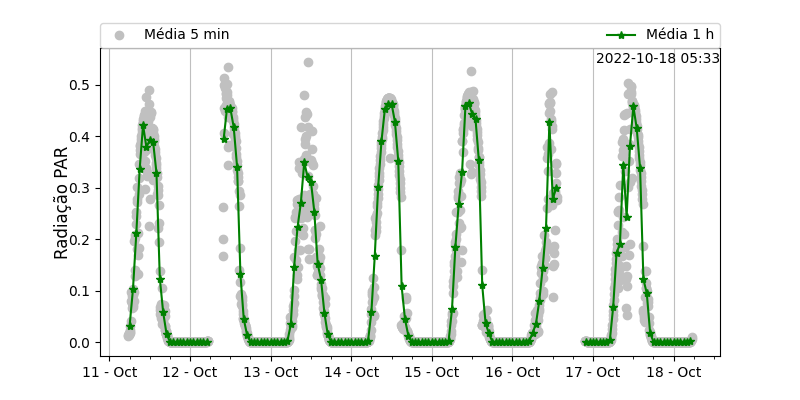 Média 5 min
Média 1 h
2022-10-18 05:33
Radiação PAR
0.5
0.4
0.3
0.2
0.1
0.0
11 - Oct
12 - Oct
13 - Oct
14 - Oct
15 - Oct
16 - Oct
17 - Oct
18 - Oct